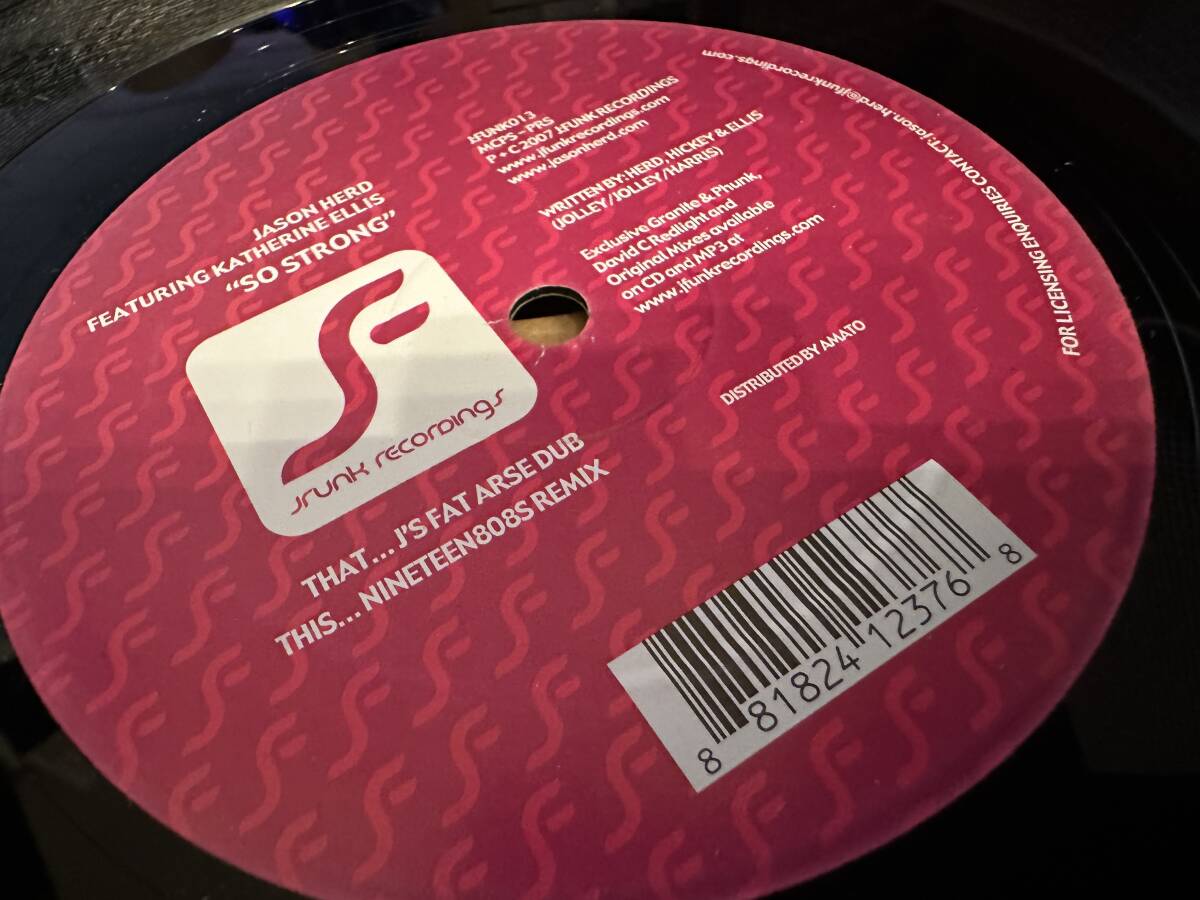 JASON HERD
FEATURING KATHERINE ELLIS
“SO STRONG”
JFUNK RECORDINGS
THAT... J'S FAT ARSE DUB
THIS... NINETEEN808S REMIX
JFUNK013
MCPS – PRS
P + C 2007 JFUNK RECORDINGS
www.jfunkrecordings.com
www.jasonherd.com
WRITTEN BY: HERD, HICKEY & ELLIS
(JOLLEY/JOLLEY/HARRIS)
Exclusive Granite & Phunk,
David C Redlight and
Original Mixes available
on CD and MP3 at
www.jfunkrecordings.com
DISTRIBUTED BY AMATO
FOR LICENSING ENQUIRIES CONTACT: jason.herd@jfunkrecordings.com
8 81824 12376 8